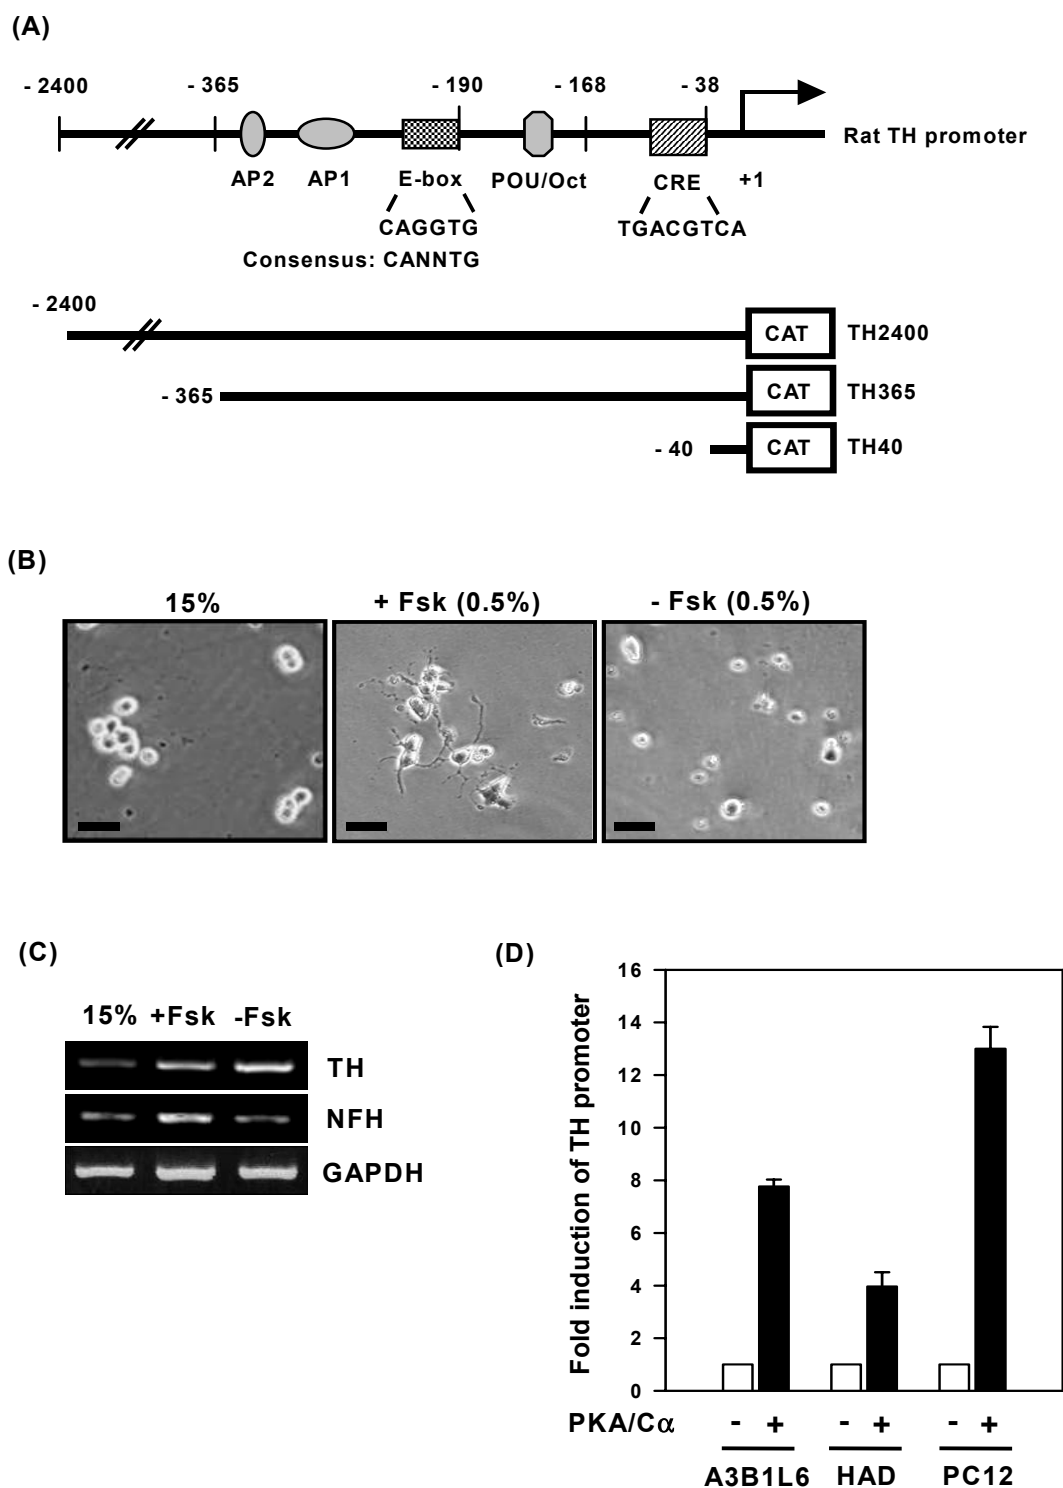 (A)
- 2400 - 365 - 190 - 168 - 38
Rat TH promoter
AP2 AP1 E-box POU/Oct CRE +1
CAGGTG TGACGTCA
Consensus: CANNTG
- 2400
CAT TH2400
- 365 CAT TH365
- 40 CAT TH40
(B)
15% + Fsk (0.5%) - Fsk (0.5%)
(C)
15% +Fsk -Fsk
TH
NFH
GAPDH
(D)
Fold induction of TH promoter
16
14
12
10
8
6
4
2
0
PKA/Cα - + - + - +
A3B1L6 HAD PC12